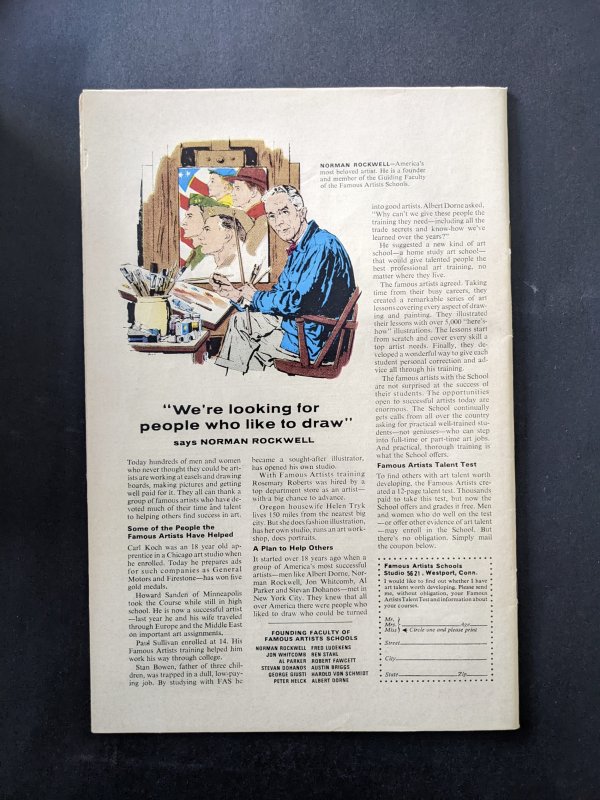 NORMAN ROCKWELL—America's
most beloved artist. He is a founder
and member of the Guiding Faculty
of the Famous Artists Schools.
"We're looking for
people who like to draw"
says NORMAN ROCKWELL
Today hundreds of men and women
who never thought they could be art-
ists are working at easels and drawing
boards, making pictures and getting
well paid for it. They all can thank a
group of famous artists who have de-
voted much of their time and talent
to helping others find success in art.
Some of the People the
Famous Artists Have Helped
Carl Koch was an 18 year old ap-
prentice in a Chicago art studio when
he enrolled. Today he prepares ads
for such companies as General
Motors and Firestone—has won five
gold medals.
Howard Sanden of Minneapolis
took the Course while still in high
school. He is now a successful artist
—last year he and his wife traveled
through Europe and the Middle East
on important art assignments.
Paul Sullivan enrolled at 14. His
Famous Artists training helped him
work his way through college.
Stan Bowen, father of three chil-
dren, was trapped in a dull, low-pay-
ing job. By studying with FAS he
became a sought-after illustrator,
has opened his own studio.
With Famous Artists training
Rosemary Roberts was hired by a
top department store as an artist—
with a big chance to advance.
Oregon housewife Helen Tryk
lives 150 miles from the nearest big
city. But she does fashion illustration,
has her own studio, runs an art work-
shop, does portraits.
A Plan to Help Others
It started over 18 years ago when a
group of America's most successful
artists—men like Albert Dorne, Nor-
man Rockwell, Jon Whitcomb, Al
Parker and Stevan Dohanos—met in
New York City. They knew that all
over America there were people who
liked to draw who could be turned
into good artists. Albert Dorne asked,
"Why can't we give these people the
training they need—including all the
trade secrets and know-how we've
learned over the years?"
He suggested a new kind of art
school—a home study art school—
that would give talented people the
best professional art training, no
matter where they live.
The famous artists agreed. Taking
time from their busy careers, they
created a remarkable series of art
lessons covering every aspect of draw-
ing and painting. They illustrated
their lessons with over 5,000 "here's-
how" illustrations. The lessons start
from scratch and cover every skill a
top artist needs. Finally, they de-
veloped a wonderful way to give each
student personal correction and ad-
vice all through his training.
The famous artists with the School
are not surprised at the success of
their students. The opportunities
open to successful artists today are
enormous. The School continually
gets calls from all over the country
asking for practical well-trained stu-
dents—not geniuses—who can step
into full-time or part-time art jobs.
And practical, thorough training is
what the School offers.
Famous Artists Talent Test
To find others with art talent worth
developing, the Famous Artists cre-
ated a 12-page talent test. Thousands
paid to take this test, but now the
School offers and grades it free. Men
and women who do well on the test
—or offer other evidence of art talent
—may enroll in the School. But
there's no obligation. Simply mail
the coupon below.
FOUNDING FACULTY OF
FAMOUS ARTISTS SCHOOLS
NORMAN ROCKWELL FRED LUDEKENS
JON WHITCOMB BEN STAHL
AL PARKER ROBERT FAWCETT
STEVAN DOHANOS AUSTIN BRIGGS
GEORGE GIUSTI HAROLD VON SCHMIDT
PETER HELCK ALBERT DORNE
Famous Artists Schools
Studio 5621, Westport, Conn.
I would like to find out whether I have
art talent worth developing. Please send
me, without obligation, your Famous
Artists Talent Test and information about
your courses.
Mr.
Mrs. Age
Miss Circle one and please print
Street
City
State Zip